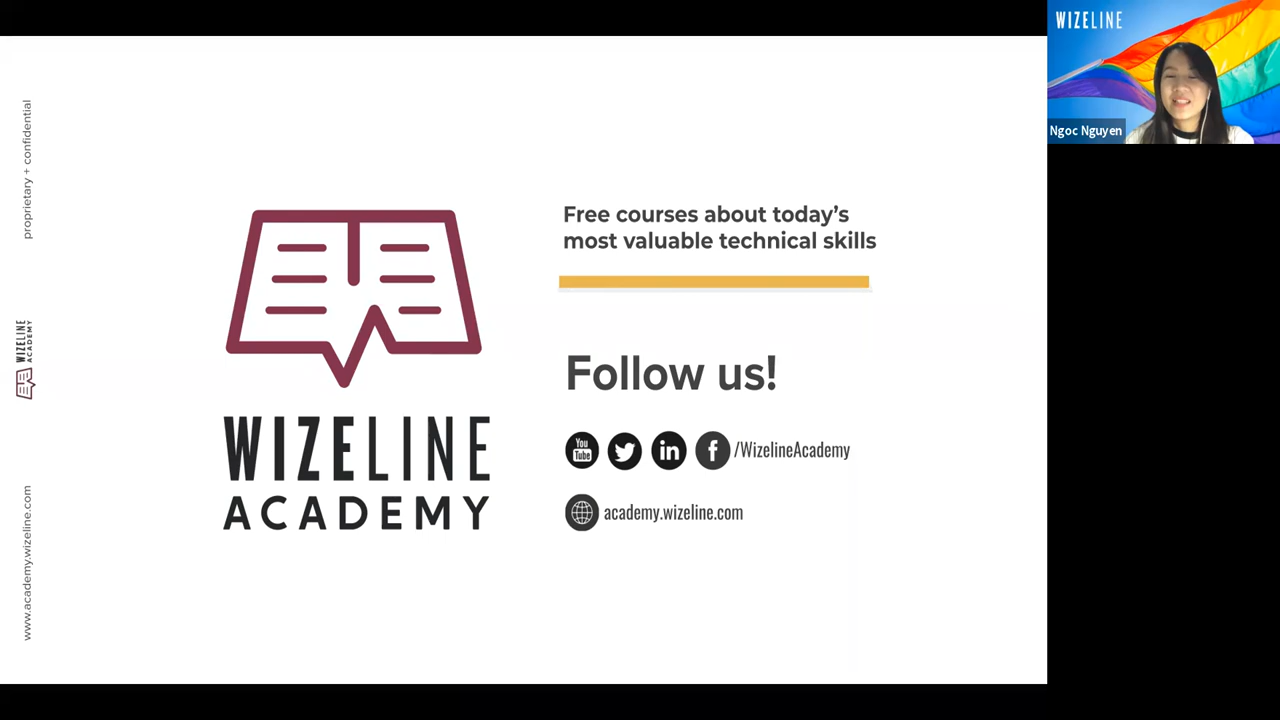 proprietary + confidential
WIZELINE
ACADEMY
www.academy.wizeline.com
WIZELINE
ACADEMY
Free courses about today's
most valuable technical skills
Follow us!
You
Tube
in
f
/WizelineAcademy
academy.wizeline.com
WIZELINE
Ngoc Nguyen